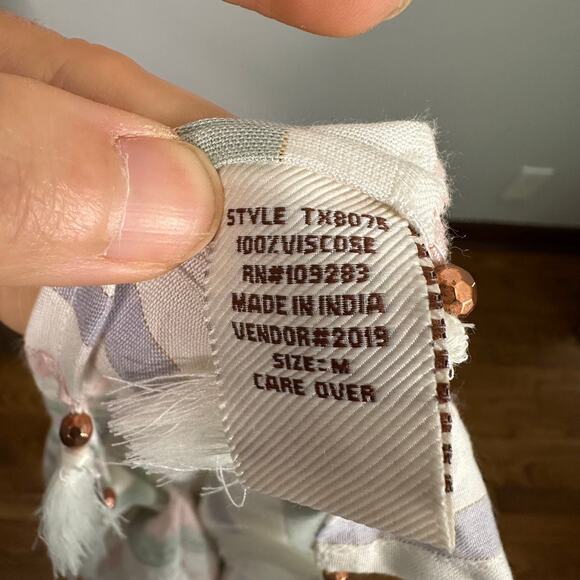 STYLE TX8075
100%VISCOSE
RN#109283
MADE IN INDIA
VENDOR#2019
SIZE=M
CARE OVER